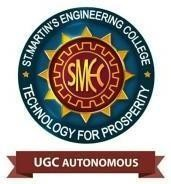 ST.MARTIN'S ENGINEERING COLLEGE
SMEC
TECHNOLOGY FOR PROSPERITY
UGC AUTONOMOUS